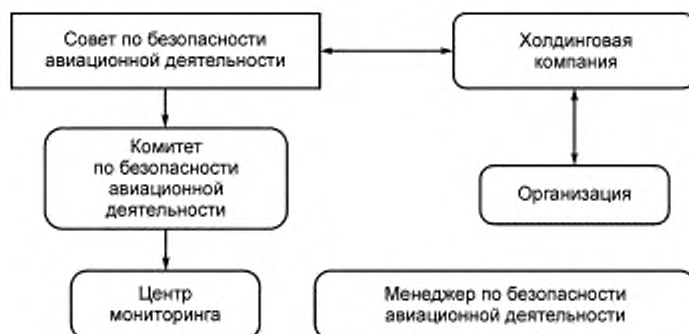 Совет по безопасности
авиационной деятельности
Холдинговая
компания
Комитет
по безопасности
авиационной
деятельности
Организация
Центр
мониторинга
Менеджер по безопасности
авиационной деятельности